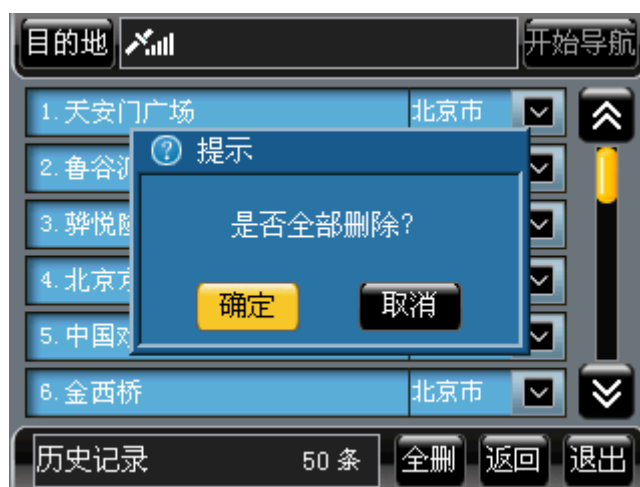 目的地 开始导航
1.天安门广场 北京市
2.鲁谷
提示
3.骅悦
是否全部删除?
4.北京
确定 取消
5.中国
6.金西桥 北京市
历史记录 50 条 全删 返回 退出